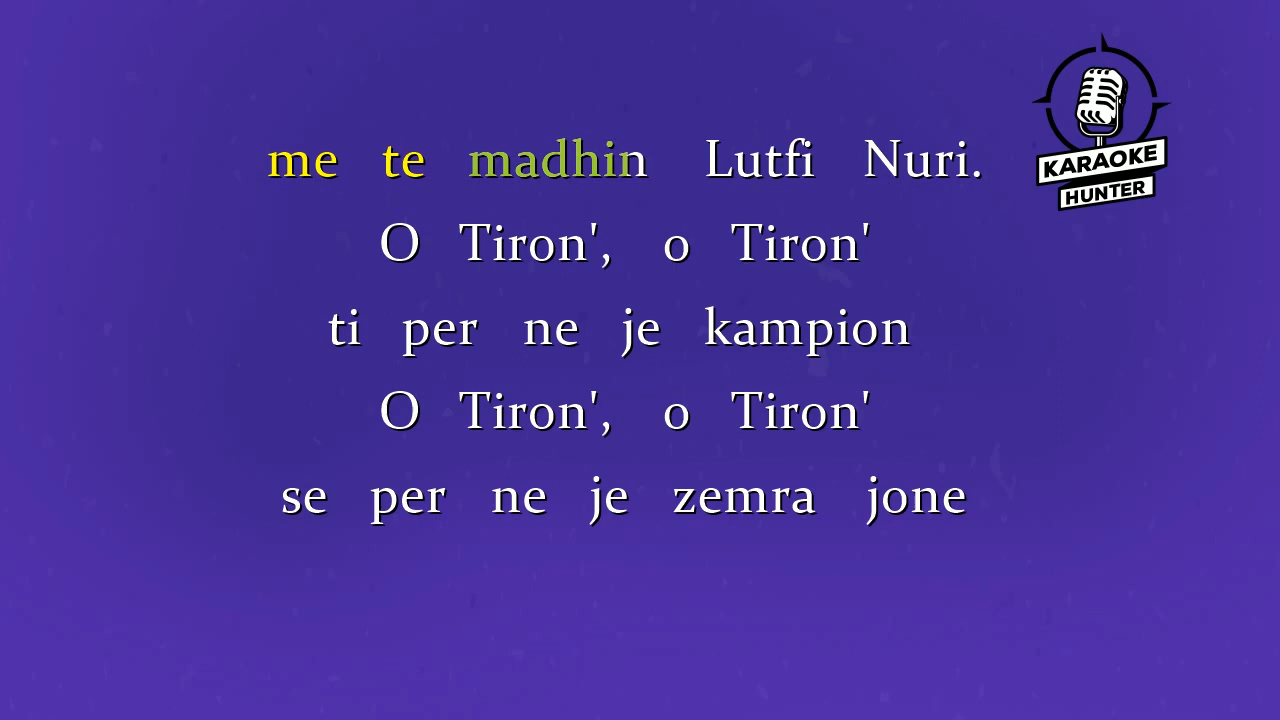 me te madhin Lutfi Nuri.
O Tiron', o Tiron'
ti per ne je kampion
O Tiron', o Tiron'
se per ne je zemra jone
KARAOKE
HUNTER